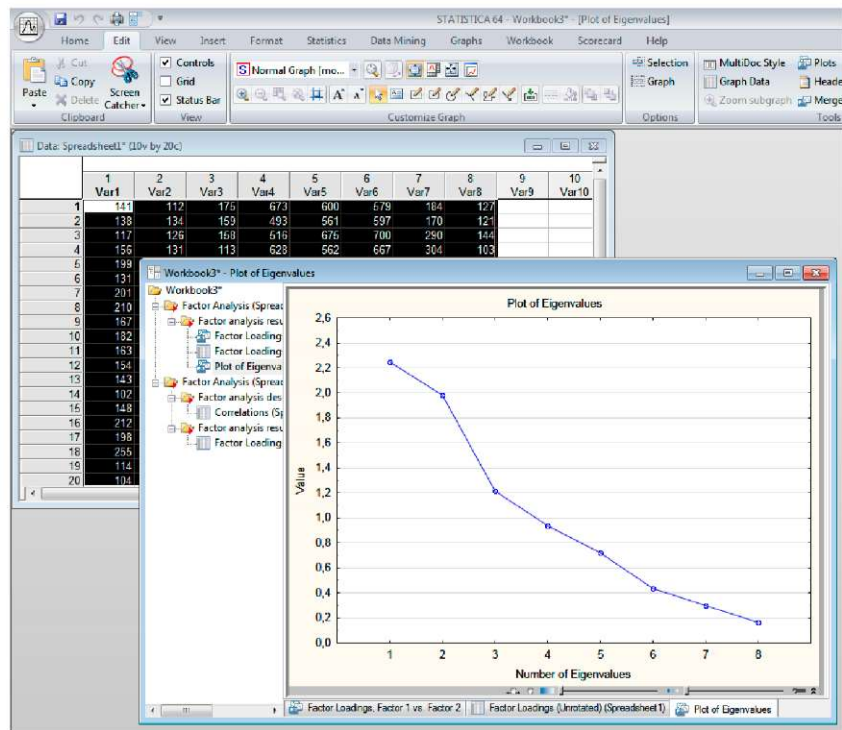 STATISTICA 64 - Workbook3* - [Plot of Eigenvalues]
Home Edit View Insert Format Statistics Data Mining Graphs Workbook Scorecard Help
Paste
Cut
Copy
Delete
Screen Catcher
Clipboard
Controls
Grid
Status Bar
View
Normal Graph [mo...
Customize Graph
Selection
Graph
Options
MultiDoc Style
Graph Data
Zoom subgraph
Plots
Heade
Merge
Tools
Data: Spreadsheet1* (10v by 20c)
1 2 3 4 5 6 7 8 9 10
Var1 Var2 Var3 Var4 Var5 Var6 Var7 Var8 Var9 Var10
1 141 112 175 673 600 579 184 127
2 138 134 159 493 561 597 170 121
3 117 126 158 516 675 700 290 144
4 156 131 113 628 562 667 304 103
5 199
6 131
7 201
8 210
9 167
10 182
11 163
12 154
13 143
14 102
15 148
16 212
17 198
18 255
19 114
20 104
Workbook3* - Plot of Eigenvalues
Workbook3*
Factor Analysis (Spread
Factor analysis resu
Factor Loading
Factor Loading
Plot of Eigenva
Factor Analysis (Spread
Factor analysis des
Correlations (Sp
Factor analysis resu
Factor Loading
Plot of Eigenvalues
2,6
2,4
2,2
2,0
1,8
1,6
1,4
1,2
1,0
0,8
0,6
0,4
0,2
0,0
Value
1 2 3 4 5 6 7 8
Number of Eigenvalues
Factor Loadings, Factor 1 vs. Factor 2 Factor Loadings (Unrotated) (Spreadsheet1) Plot of Eigenvalues